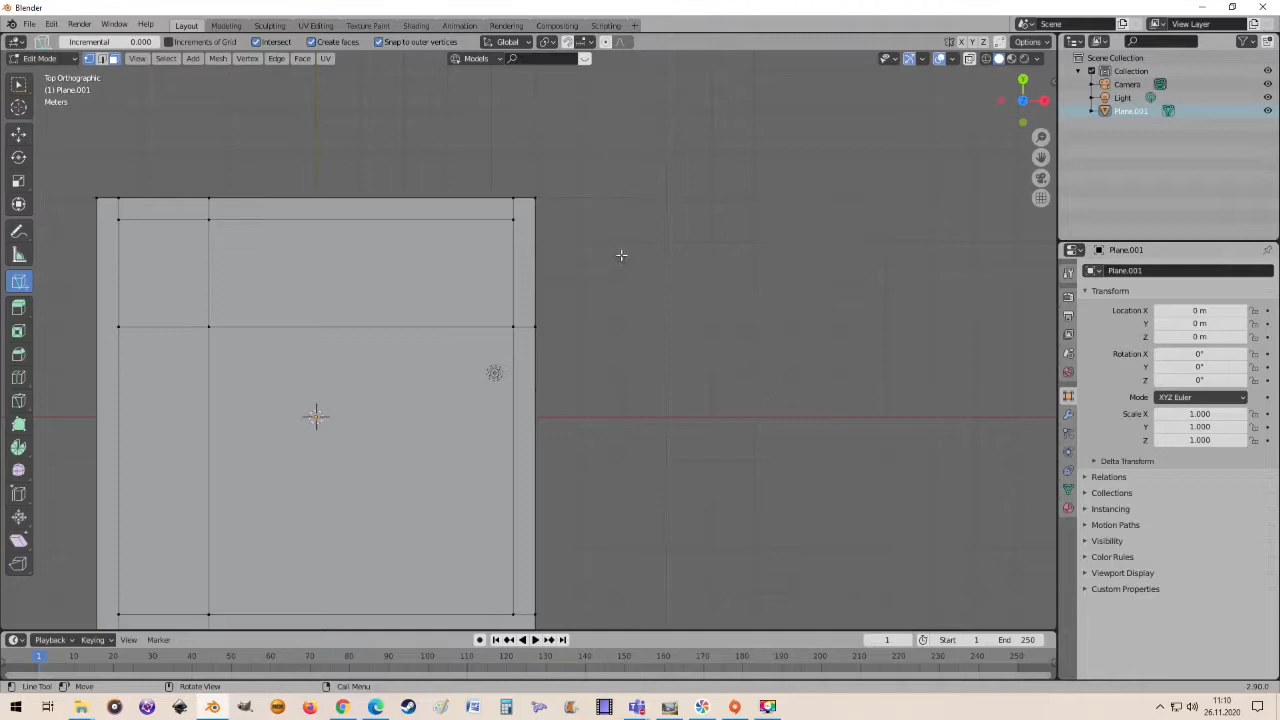 Blender
File Edit Render Window Help Layout Modeling Sculpting UV Editing Texture Paint Shading Animation Rendering Compositing Scripting + Scene View Layer
Incremental 0.000 Increments of Grid Intersect Create faces Snap to outer vertices Global X Y Z Options
Edit Mode View Select Add Mesh Vertex Edge Face UV Models
Top Orthographic
(1) Plane.001
Meters
Y
Z
X
Scene Collection
Collection
Camera
Light
Plane.001
Plane.001
Plane.001
Transform
Location X 0 m
Y 0 m
Z 0 m
Rotation X 0°
Y 0°
Z 0°
Mode XYZ Euler
Scale X 1.000
Y 1.000
Z 1.000
Delta Transform
Relations
Collections
Instancing
Motion Paths
Visibility
Color Rules
Viewport Display
Custom Properties
Playback Keying View Marker 1 Start 1 End 250
1 10 20 30 40 50 60 70 80 90 100 110 120 130 140 150 160 170 180 190 200 210 220 230 240 250
Line Tool Move Rotate View Call Menu 2.90.0
11:10
26.11.2020